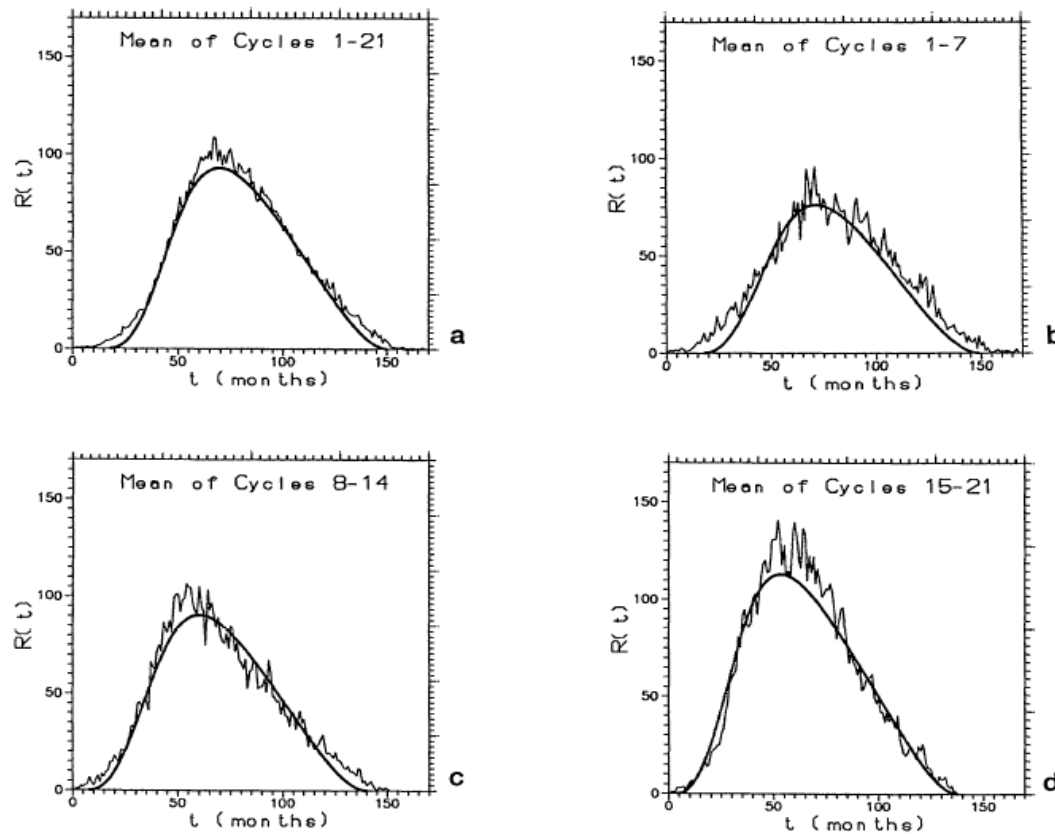 Mean of Cycles 1-21
150
100
50
0
R(t)
0 50 100 150
t (months)
a
Mean of Cycles 1-7
150
100
50
0
R(t)
0 50 100 150
t (months)
b
Mean of Cycles 8-14
150
100
50
0
R(t)
0 50 100 150
t (months)
c
Mean of Cycles 15-21
150
100
50
0
R(t)
0 50 100 150
t (months)
d